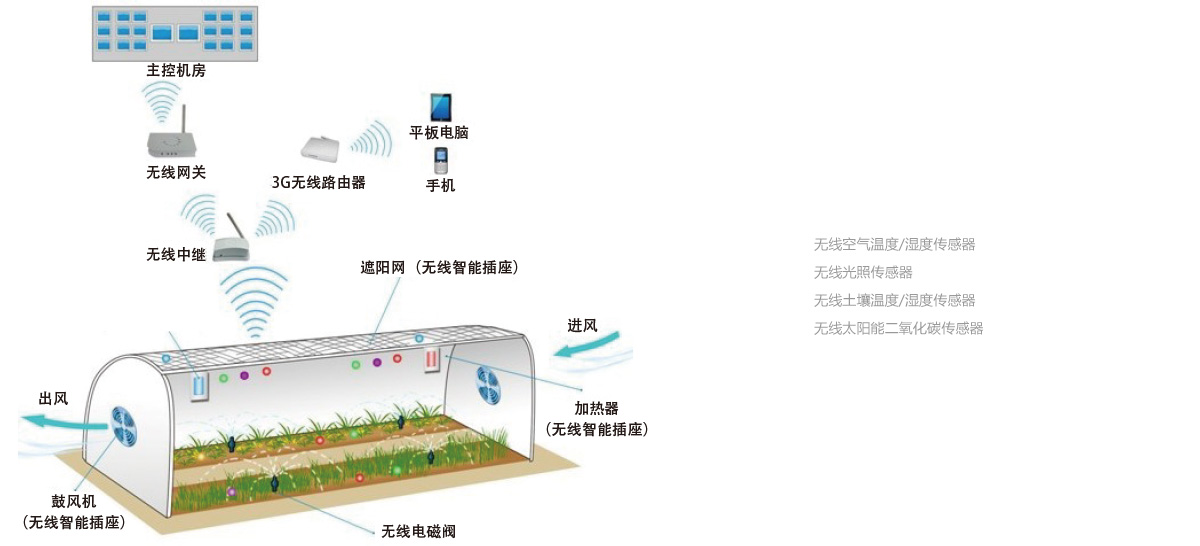 主控机房
无线网关
3G无线路由器
平板电脑
手机
无线中继
遮阳网（无线智能插座）
进风
出风
加热器
（无线智能插座）
鼓风机
（无线智能插座）
无线电磁阀
无线空气温度/湿度传感器
无线光照传感器
无线土壤温度/湿度传感器
无线太阳能二氧化碳传感器